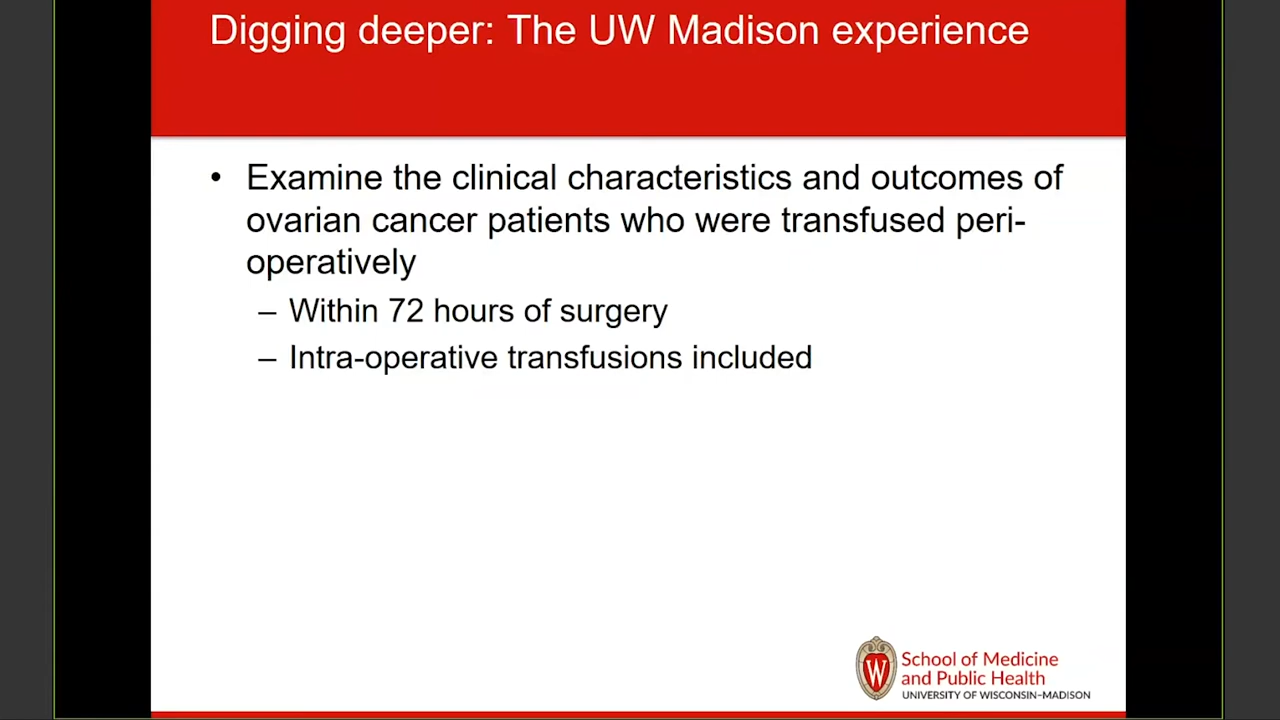 Digging deeper: The UW Madison experience
• Examine the clinical characteristics and outcomes of
ovarian cancer patients who were transfused peri-
operatively
– Within 72 hours of surgery
– Intra-operative transfusions included
W
School of Medicine
and Public Health
UNIVERSITY OF WISCONSIN–MADISON